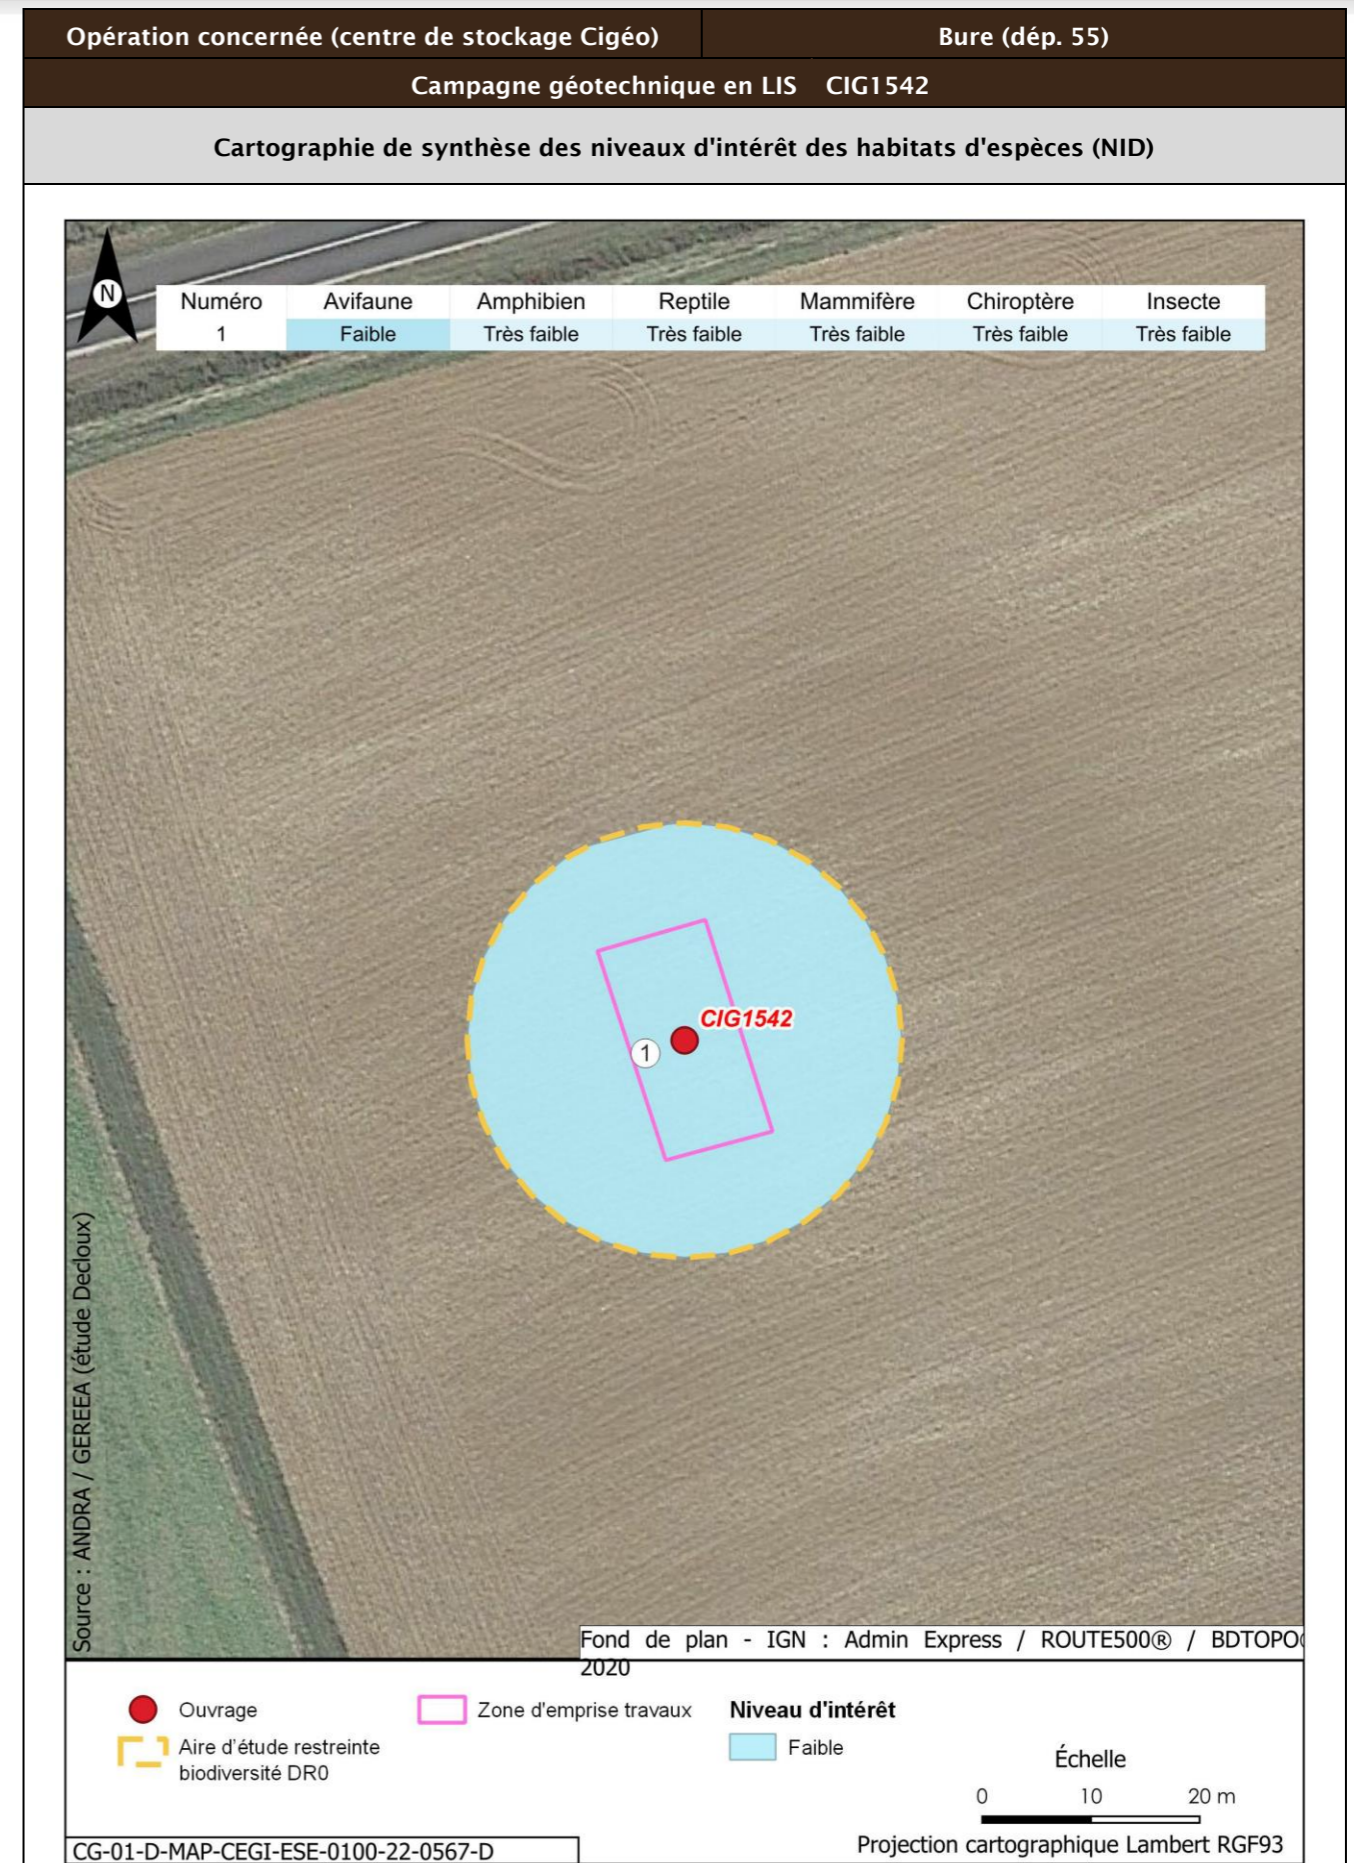 Opération concernée (centre de stockage Cigéo) Bure (dép. 55)
Campagne géotechnique en LIS CIG1542
Cartographie de synthèse des niveaux d'intérêt des habitats d'espèces (NID)
N
Numéro Avifaune Amphibien Reptile Mammifère Chiroptère Insecte
1 Faible Très faible Très faible Très faible Très faible Très faible
CIG1542
1
Source : ANDRA / GEREEA (étude Decloux)
Fond de plan - IGN : Admin Express / ROUTE500® / BDTOPO
2020
Ouvrage
Zone d'emprise travaux
Niveau d'intérêt
Aire d'étude restreinte
biodiversité DR0
Faible
Échelle
0 10 20 m
Projection cartographique Lambert RGF93
CG-01-D-MAP-CEGI-ESE-0100-22-0567-D